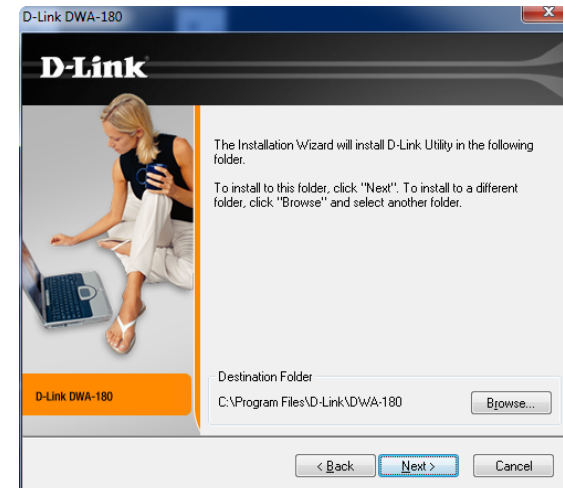 D-Link DWA-180
D-Link
The Installation Wizard will install D-Link Utility in the following
folder.
To install to this folder, click "Next". To install to a different
folder, click "Browse" and select another folder.
Destination Folder
D-Link DWA-180
C:\Program Files\D-Link\DWA-180
Browse...
< Back
Next >
Cancel